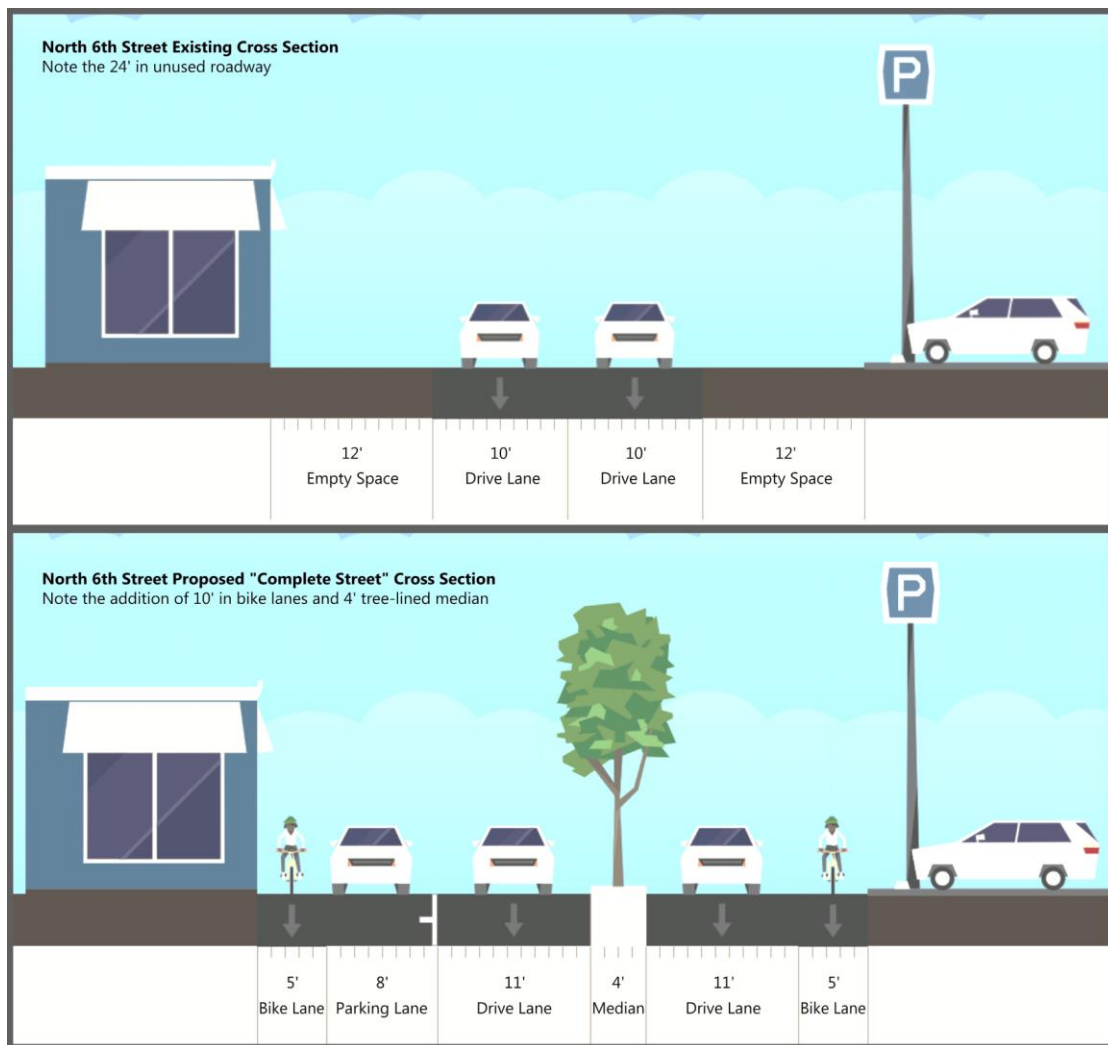 North 6th Street Existing Cross Section
Note the 24' in unused roadway
P
12'
Empty Space
10'
Drive Lane
10'
Drive Lane
12'
Empty Space
North 6th Street Proposed "Complete Street" Cross Section
Note the addition of 10' in bike lanes and 4' tree-lined median
P
5'
Bike Lane
8'
Parking Lane
11'
Drive Lane
4'
Median
11'
Drive Lane
5'
Bike Lane